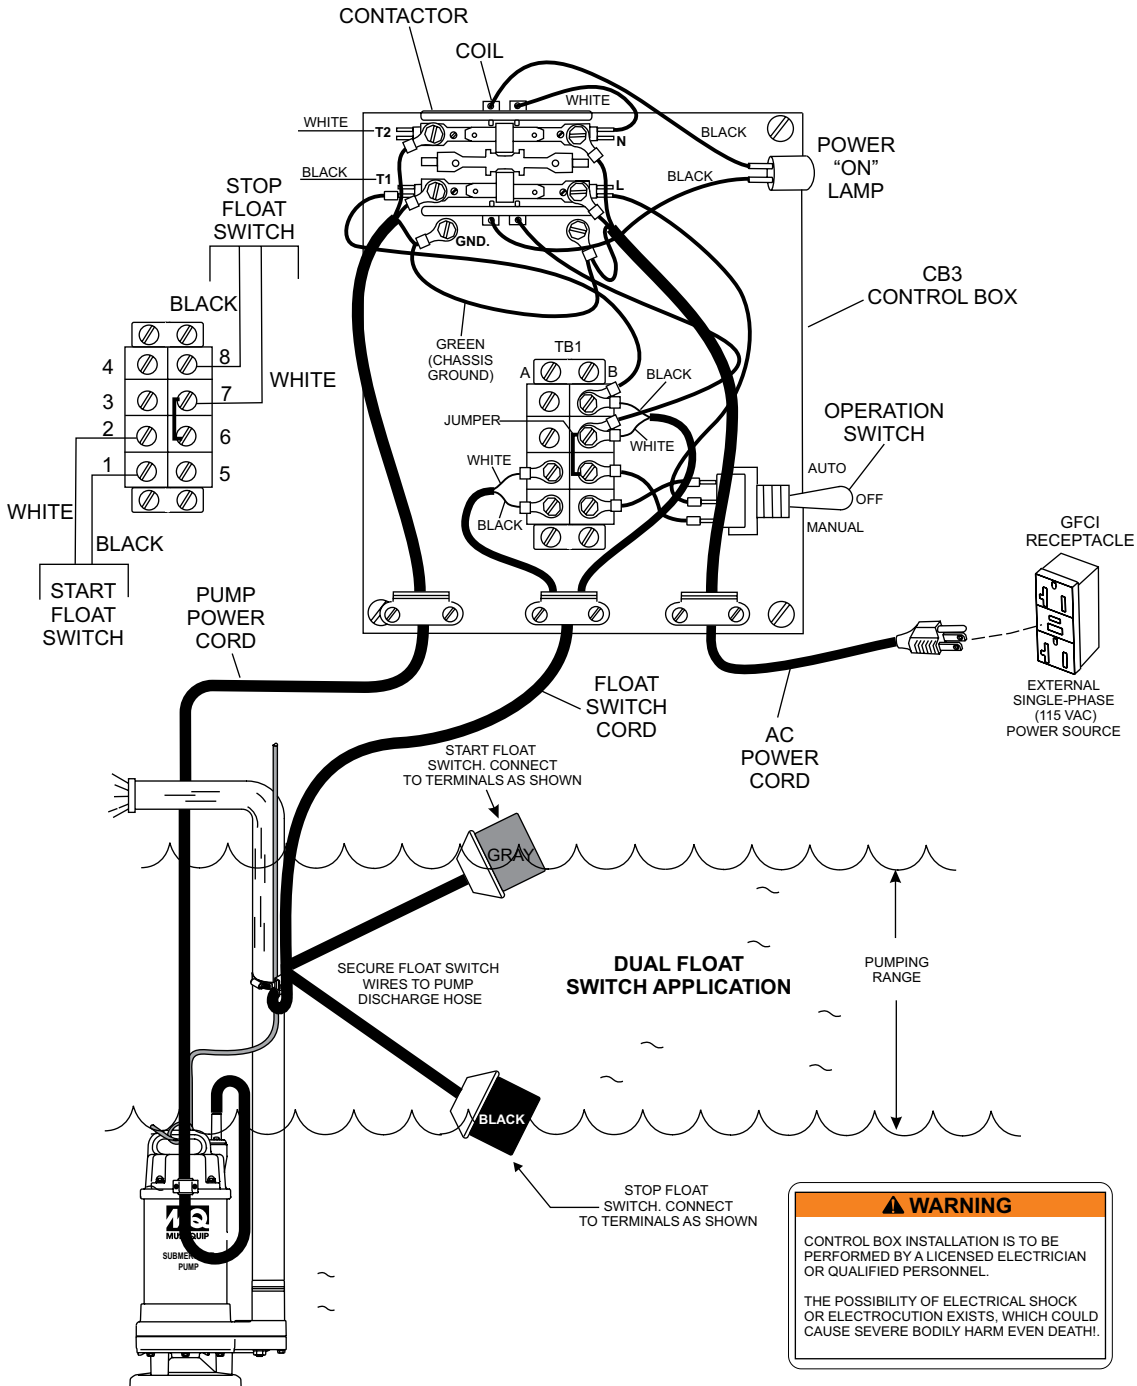 CONTACTOR
COIL
WHITE
WHITE
T2
N
BLACK
BLACK
T1
L
BLACK
POWER
“ON”
LAMP
GND.
STOP
FLOAT
SWITCH
BLACK
WHITE
4
8
3
7
2
6
1
5
WHITE
BLACK
START
FLOAT
SWITCH
CB3
CONTROL BOX
GREEN
(CHASSIS
GROUND)
TB1
A
B
BLACK
JUMPER
WHITE
WHITE
BLACK
OPERATION
SWITCH
AUTO
OFF
MANUAL
GFCI
RECEPTACLE
EXTERNAL
SINGLE-PHASE
(115 VAC)
POWER SOURCE
PUMP
POWER
CORD
FLOAT
SWITCH
CORD
AC
POWER
CORD
START FLOAT
SWITCH. CONNECT
TO TERMINALS AS SHOWN
GRAY
SECURE FLOAT SWITCH
WIRES TO PUMP
DISCHARGE HOSE
DUAL FLOAT
SWITCH APPLICATION
PUMPING
RANGE
BLACK
STOP FLOAT
SWITCH. CONNECT
TO TERMINALS AS SHOWN
MQ
PUMP
WARNING
CONTROL BOX INSTALLATION IS TO BE
PERFORMED BY A LICENSED ELECTRICIAN
OR QUALIFIED PERSONNEL.
THE POSSIBILITY OF ELECTRICAL SHOCK
OR ELECTROCUTION EXISTS, WHICH COULD
CAUSE SEVERE BODILY HARM EVEN DEATH!.